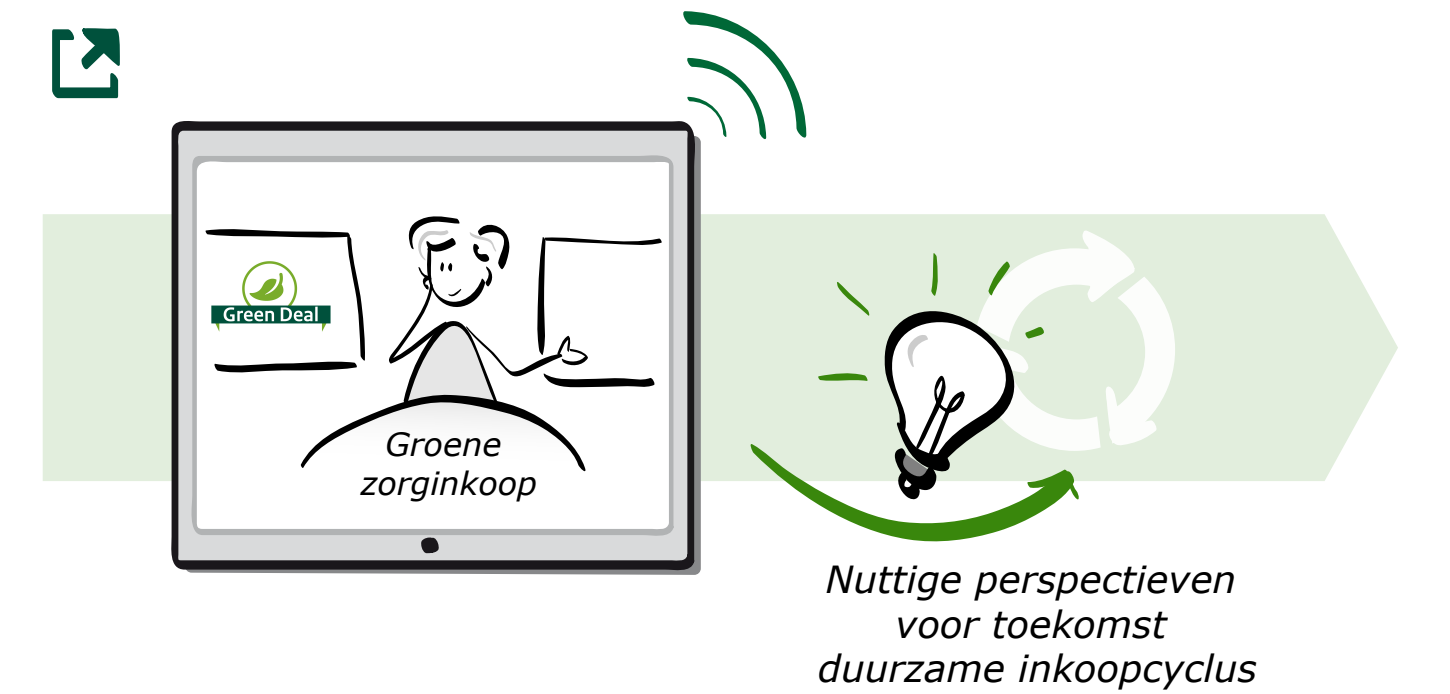 Green Deal
Groene
zorginkoop
Nuttige perspectieven
voor toekomst
duurzame inkoopcyclus